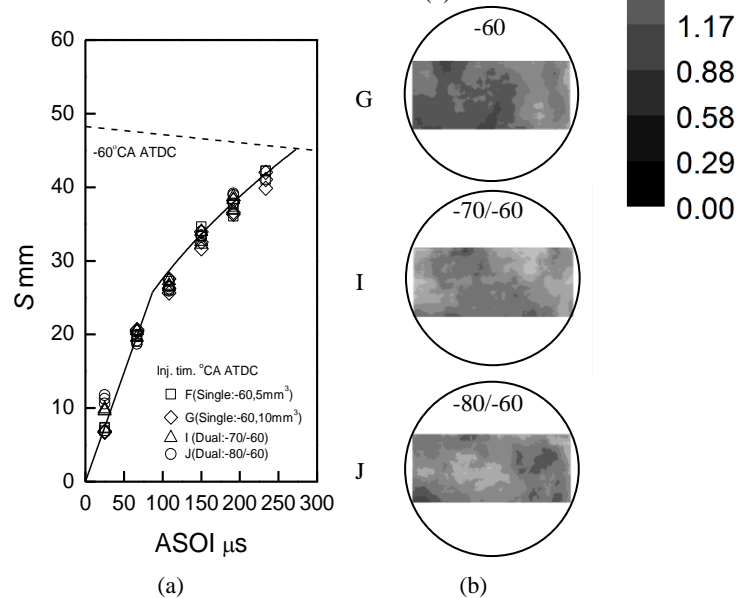 60
50
40
30
20
10
0
S mm
-60°CA ATDC
Inj. tim. °CA ATDC
F(Single:-60,5mm³)
G(Single:-60,10mm³)
I (Dual:-70/-60)
J(Dual:-80/-60)
0 50 100 150 200 250 300
ASOI μs
(a)
-60
G
-70/-60
I
-80/-60
J
(b)
1.17
0.88
0.58
0.29
0.00